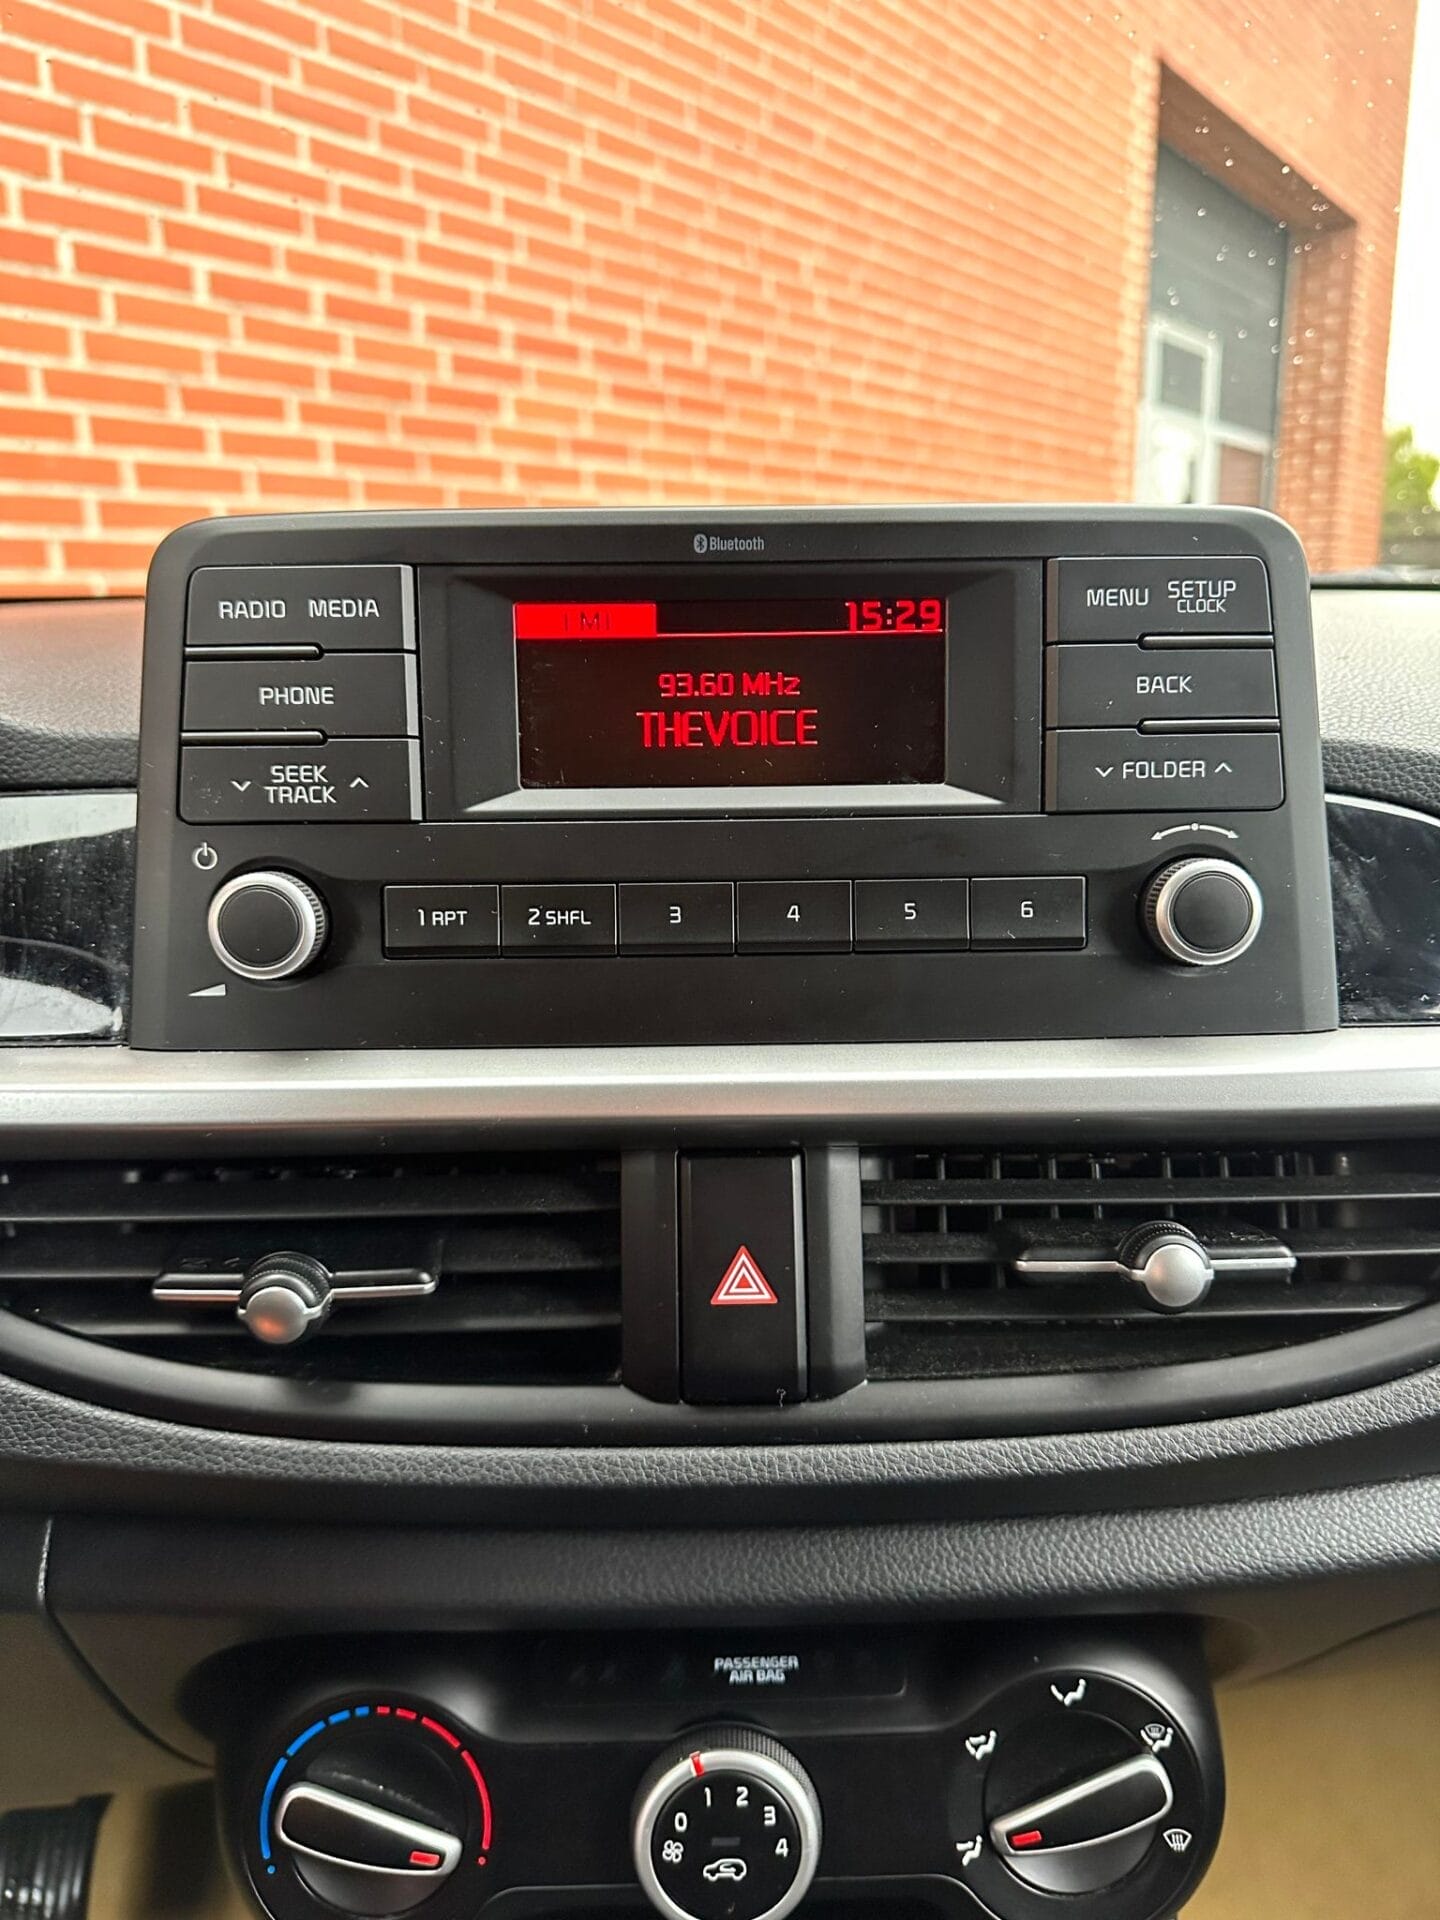 Bluetooth
RADIO MEDIA
PHONE
SEEK
TRACK
15:29
93.60 MHz
THEVOICE
MENU SETUP
CLOCK
BACK
FOLDER
1 RPT 2 SHFL 3 4 5 6
PASSENGER
AIR BAG
0 1 2 3 4